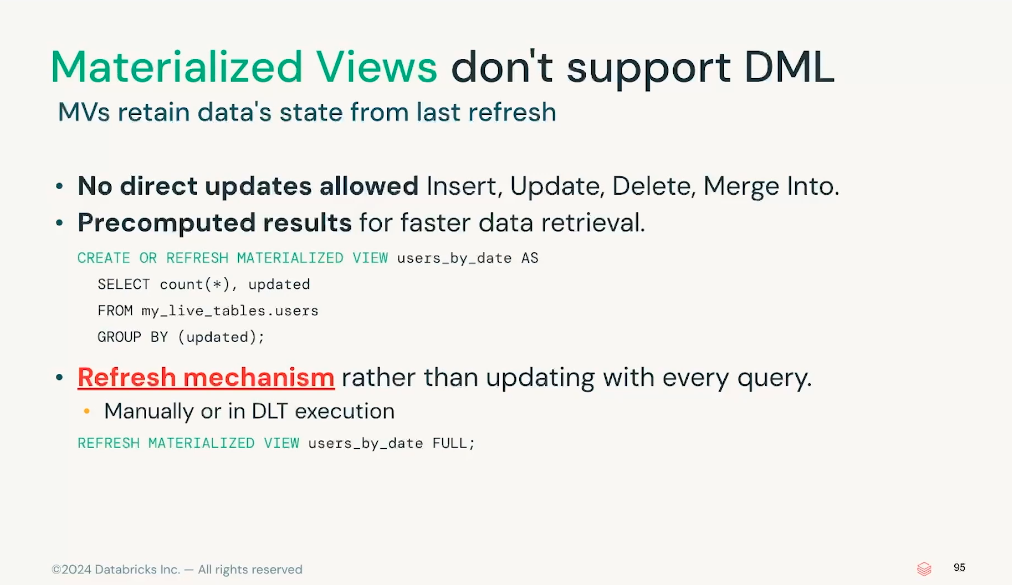 Materialized Views don't support DML
MVs retain data's state from last refresh
• No direct updates allowed Insert, Update, Delete, Merge Into.
• Precomputed results for faster data retrieval.
CREATE OR REFRESH MATERIALIZED VIEW users_by_date AS
SELECT count(*), updated
FROM my_live_tables.users
GROUP BY (updated);
• Refresh mechanism rather than updating with every query.
• Manually or in DLT execution
REFRESH MATERIALIZED VIEW users_by_date FULL;
©2024 Databricks Inc. — All rights reserved
95